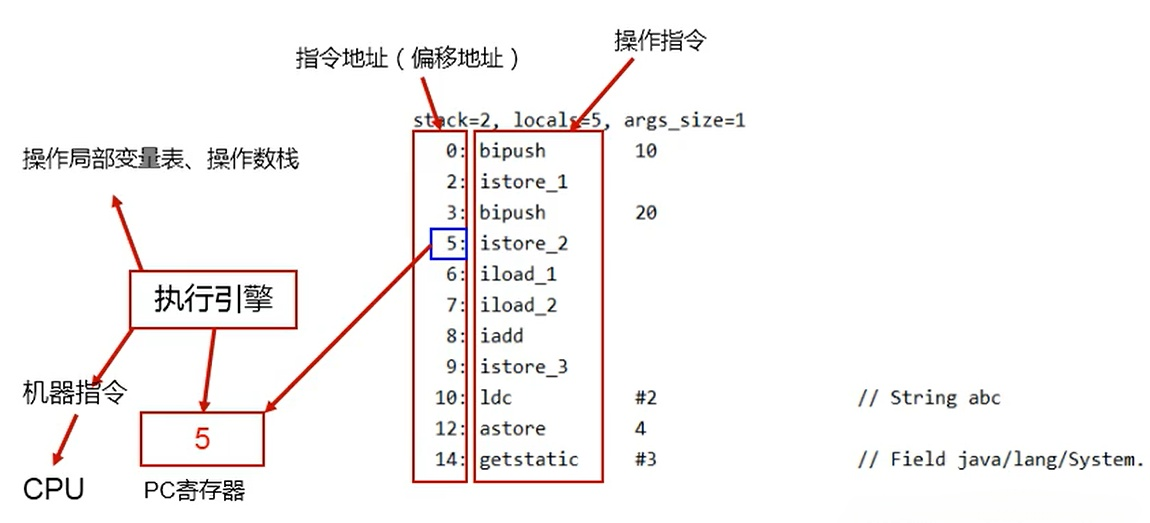 指令地址（偏移地址）
操作指令
stack=2, locals=5, args_size=1
操作局部变量表、操作数栈
0: bipush 10
2: istore_1
3: bipush 20
5: istore_2
6: iload_1
7: iload_2
8: iadd
9: istore_3
10: ldc #2 // String abc
12: astore 4
14: getstatic #3 // Field java/lang/System.
执行引擎
机器指令
5
CPU
PC寄存器